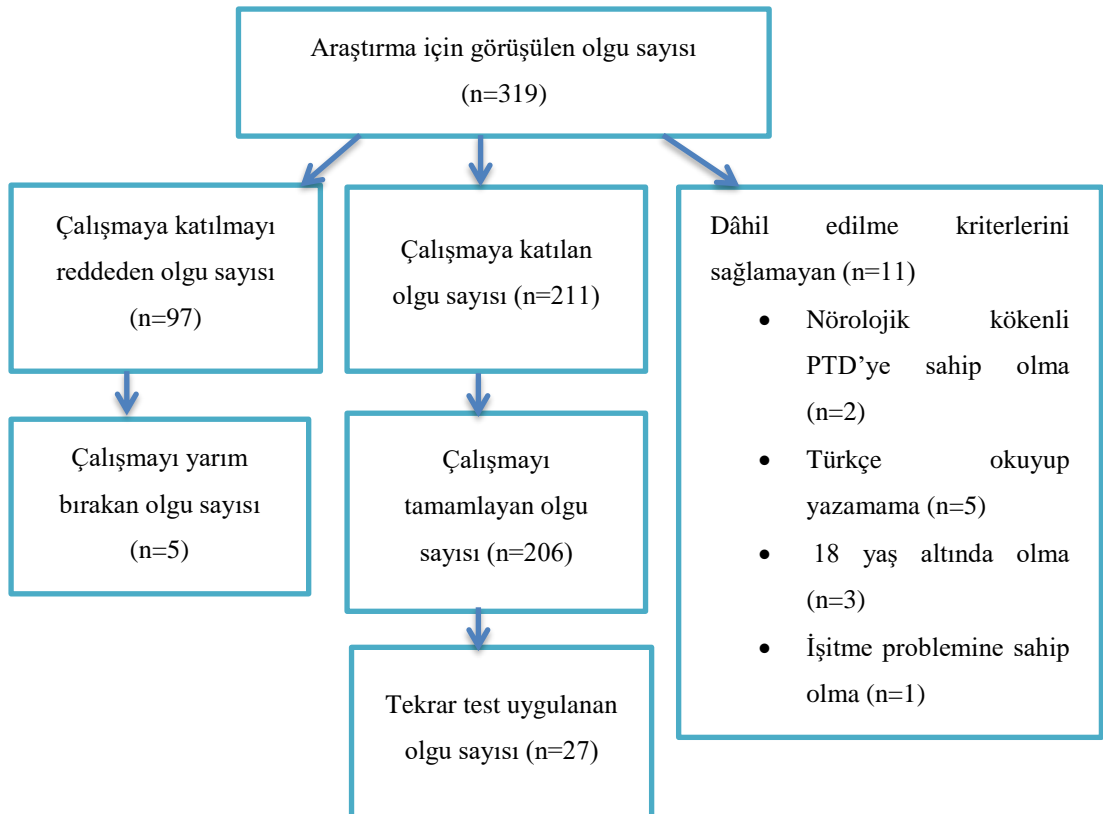 Araştırma için görüşülen olgu sayısı
(n=319)
Çalışmaya katılmayı
reddeden olgu sayısı
(n=97)
Çalışmaya katılan
olgu sayısı (n=211)
Dâhil edilme kriterlerini
sağlamayan (n=11)
• Nörolojik kökenli
PTD’ye sahip olma
(n=2)
• Türkçe okuyup
yazamama (n=5)
• 18 yaş altında olma
(n=3)
• İşitme problemine sahip
olma (n=1)
Çalışmayı yarım
bırakan olgu sayısı
(n=5)
Çalışmayı
tamamlayan olgu
sayısı (n=206)
Tekrar test uygulanan
olgu sayısı (n=27)